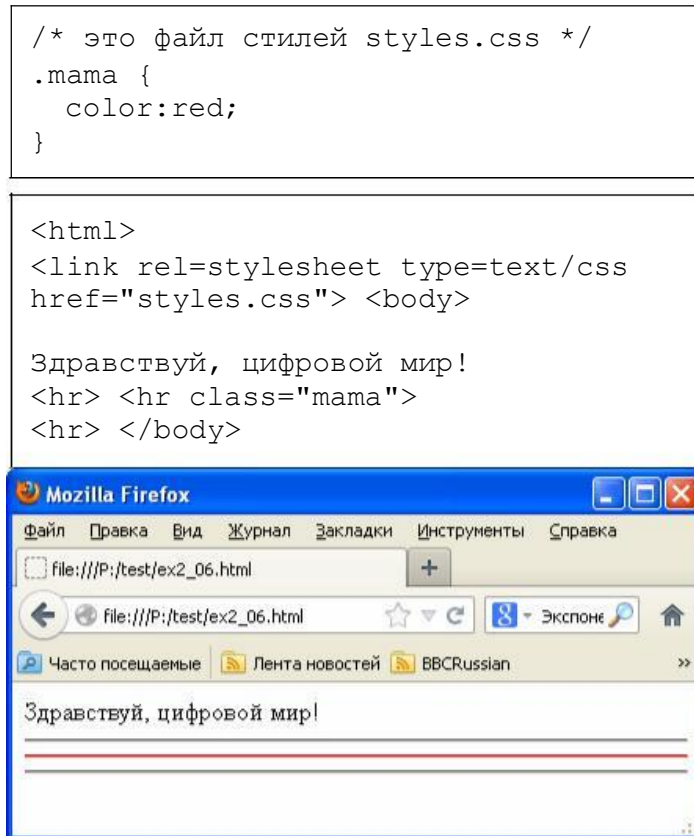 /* это файл стилей styles.css */
.mama {
  color:red;
}
<html>
<link rel=stylesheet type=text/css
href="styles.css"> <body>
Здравствуй, цифровой мир!
<hr> <hr class="mama">
<hr> </body>
Mozilla Firefox
Файл Правка Вид Журнал Закладки Инструменты Справка
file:///P:/test/ex2_06.html +
file:///P:/test/ex2_06.html 8 Экспоне
Часто посещаемые Лента новостей BBCRussian »
Здравствуй, цифровой мир!